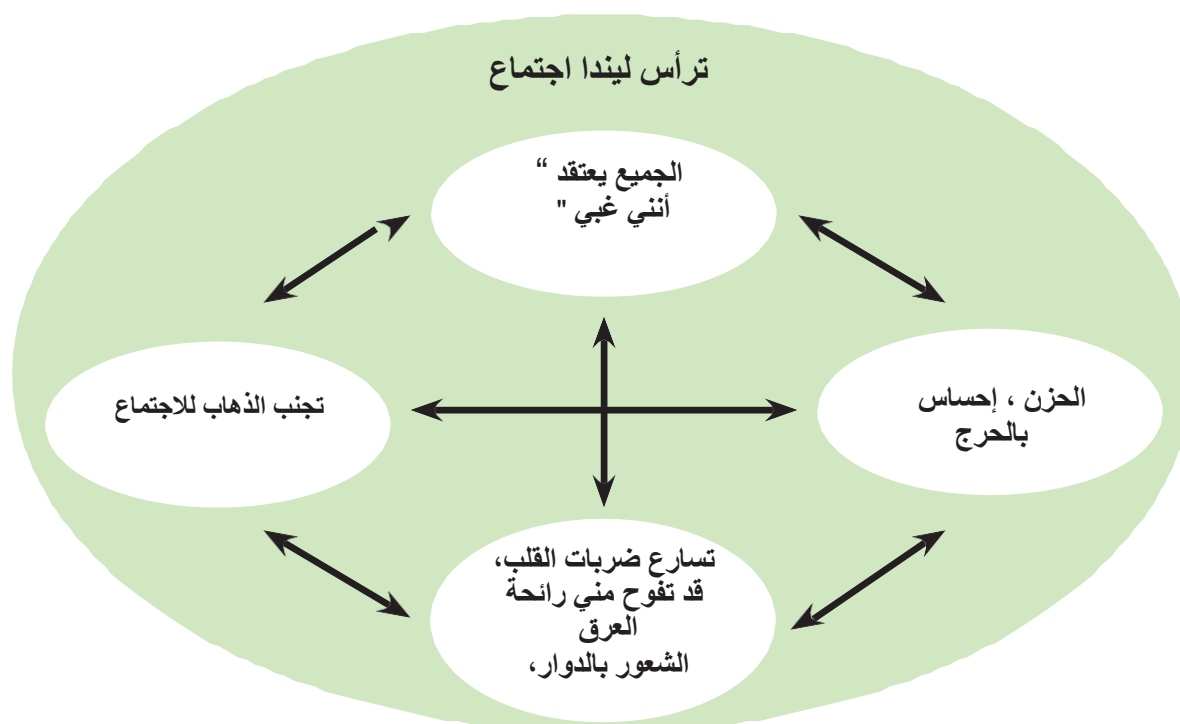 ترأس ليندا اجتماع
الجميع يعتقد “
أنني غبي "
تجنب الذهاب للاجتماع
الحزن ، إحساس
بالحرج
تسارع ضربات القلب،
قد تفوح مني رائحة
العرق
الشعور بالدوار،